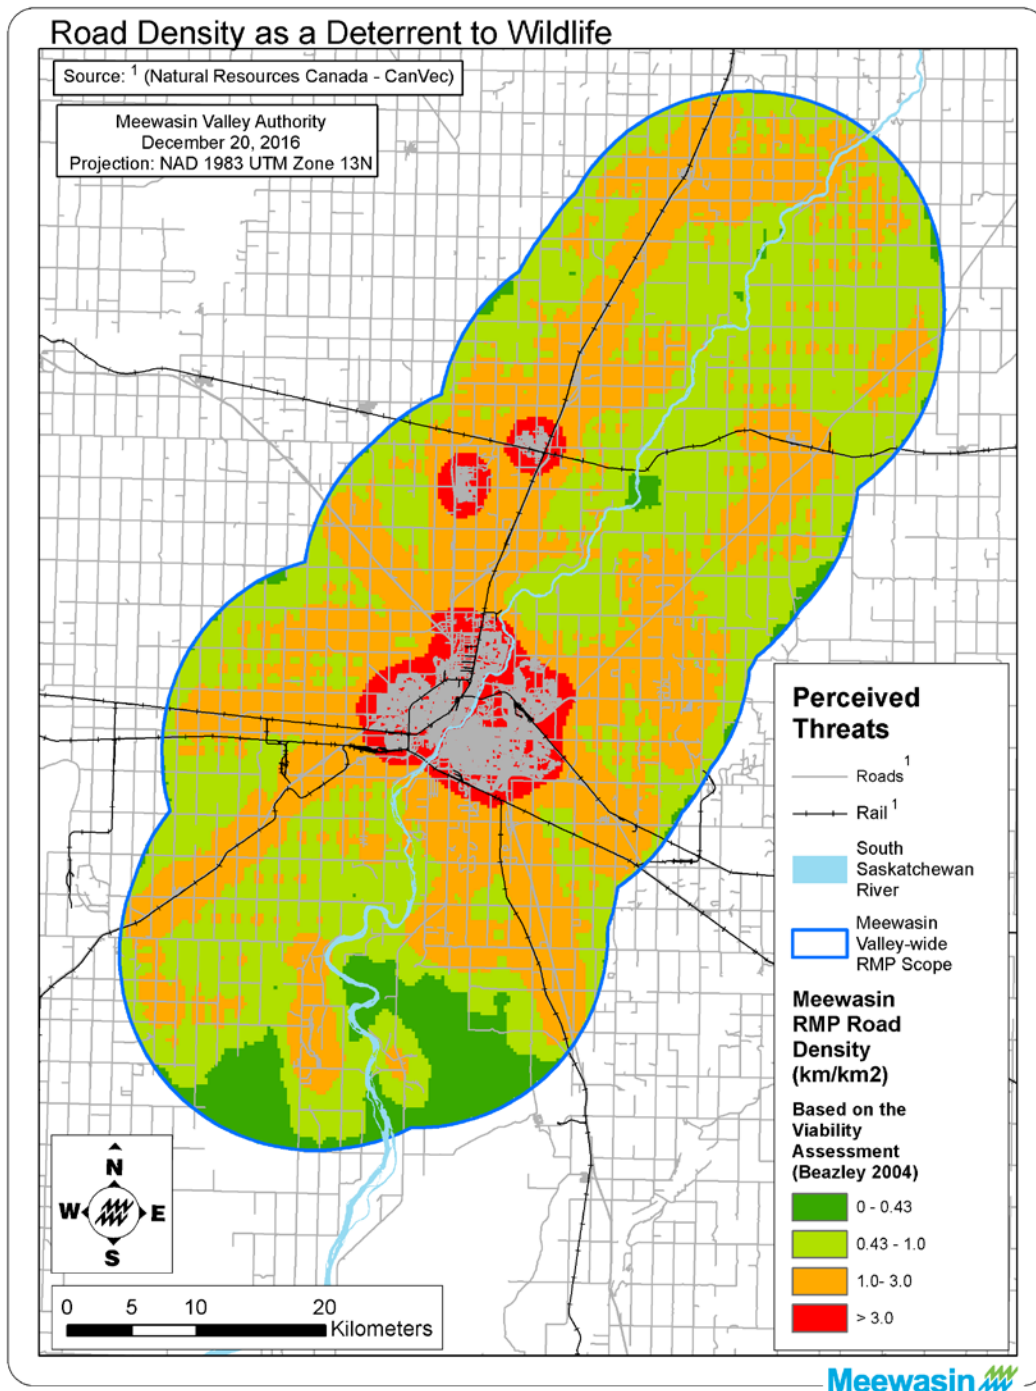 Road Density as a Deterrent to Wildlife
Source: ¹ (Natural Resources Canada - CanVec)
Meewasin Valley Authority
December 20, 2016
Projection: NAD 1983 UTM Zone 13N
Perceived
Threats
Roads ¹
Rail ¹
South
Saskatchewan
River
Meewasin
Valley-wide
RMP Scope
Meewasin
RMP Road
Density
(km/km2)
Based on the
Viability
Assessment
(Beazley 2004)
0 - 0.43
0.43 - 1.0
1.0- 3.0
> 3.0
N
W E
S
0 5 10 20
Kilometers
Meewasin